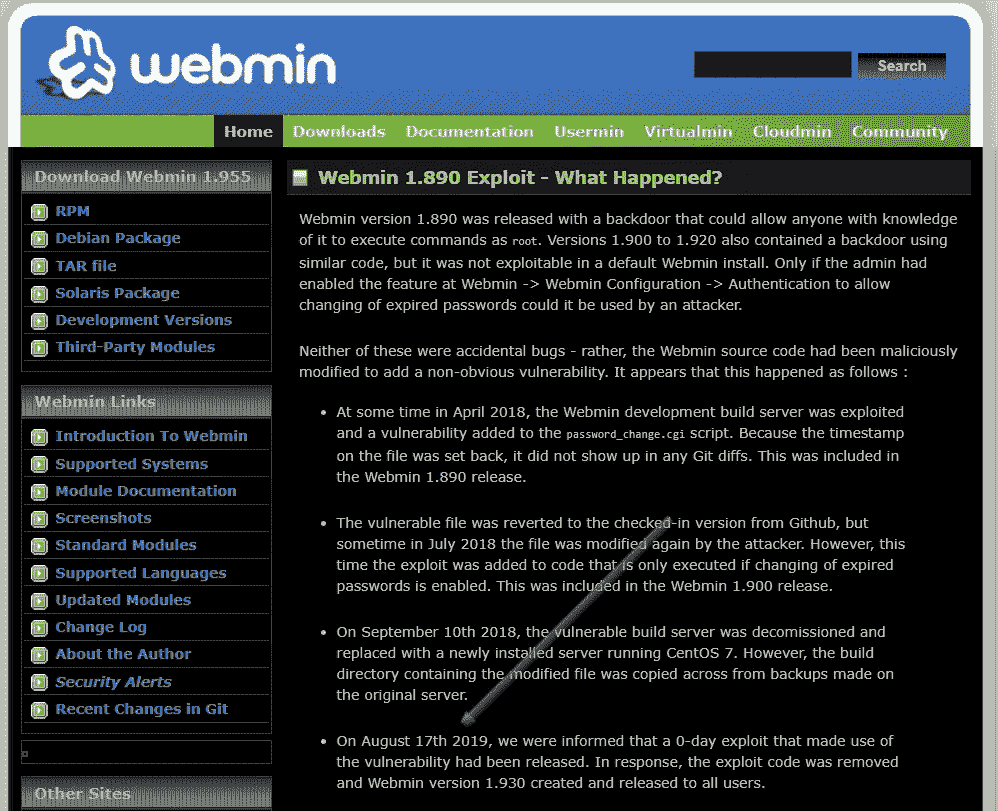 webmin
Search
Home Downloads Documentation Usermin Virtualmin Cloudmin Community
Download Webmin 1.955
RPM
Debian Package
TAR file
Solaris Package
Development Versions
Third-Party Modules
Webmin Links
Introduction To Webmin
Supported Systems
Module Documentation
Screenshots
Standard Modules
Supported Languages
Updated Modules
Change Log
About the Author
Security Alerts
Recent Changes in Git
Other Sites
Webmin 1.890 Exploit - What Happened?
Webmin version 1.890 was released with a backdoor that could allow anyone with knowledge
of it to execute commands as root. Versions 1.900 to 1.920 also contained a backdoor using
similar code, but it was not exploitable in a default Webmin install. Only if the admin had
enabled the feature at Webmin -> Webmin Configuration -> Authentication to allow
changing of expired passwords could it be used by an attacker.
Neither of these were accidental bugs - rather, the Webmin source code had been maliciously
modified to add a non-obvious vulnerability. It appears that this happened as follows :
• At some time in April 2018, the Webmin development build server was exploited
and a vulnerability added to the password_change.cgi script. Because the timestamp
on the file was set back, it did not show up in any Git diffs. This was included in
the Webmin 1.890 release.
• The vulnerable file was reverted to the checked-in version from Github, but
sometime in July 2018 the file was modified again by the attacker. However, this
time the exploit was added to code that is only executed if changing of expired
passwords is enabled. This was included in the Webmin 1.900 release.
• On September 10th 2018, the vulnerable build server was decomissioned and
replaced with a newly installed server running CentOS 7. However, the build
directory containing the modified file was copied across from backups made on
the original server.
• On August 17th 2019, we were informed that a 0-day exploit that made use of
the vulnerability had been released. In response, the exploit code was removed
and Webmin version 1.930 created and released to all users.